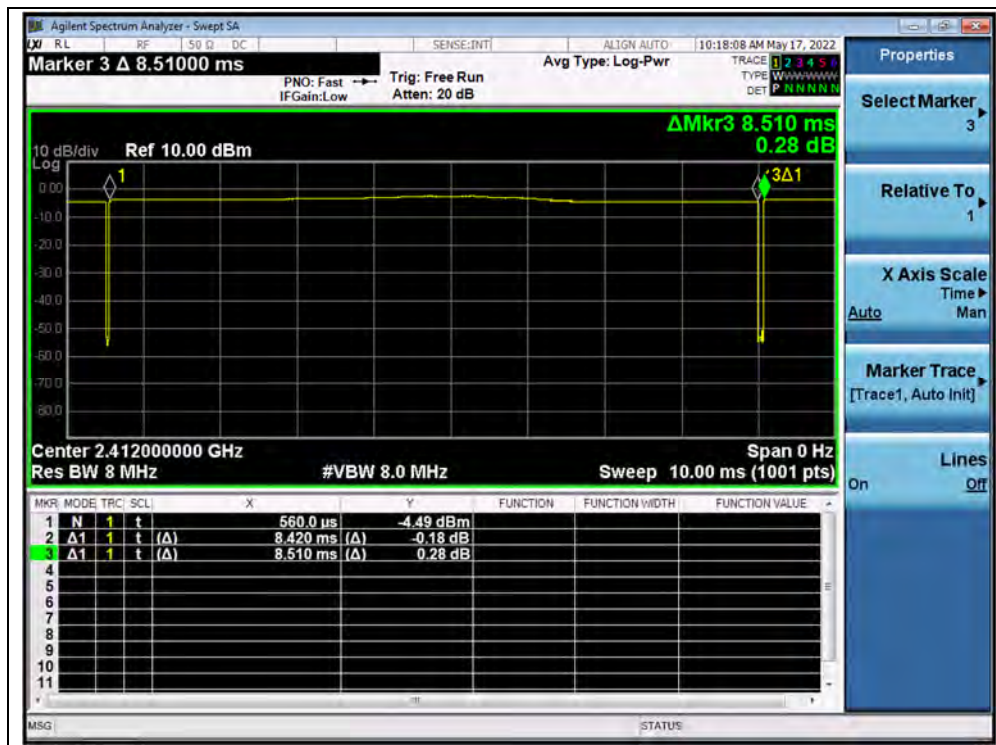 Agilent Spectrum Analyzer - Swept SA
LXI RL RF 50 Ω DC SENSE:INT ALIGN AUTO 10:18:08 AM May 17, 2022
Marker 3 Δ 8.51000 ms
PNO: Fast
IFGain:Low
Trig: Free Run
Atten: 20 dB
Avg Type: Log-Pwr
TRACE 1 2 3 4 5 6
TYPE W
DET P N N N N N
ΔMkr3 8.510 ms
0.28 dB
10 dB/div Ref 10.00 dBm
Log
1
3Δ1
0.00
-10.0
-20.0
-30.0
-40.0
-50.0
-60.0
-70.0
-80.0
Center 2.412000000 GHz Span 0 Hz
Res BW 8 MHz #VBW 8.0 MHz Sweep 10.00 ms (1001 pts)
MKR MODE TRC SCL X Y FUNCTION FUNCTION WIDTH FUNCTION VALUE
1 N 1 t 560.0 µs -4.49 dBm
2 Δ1 1 t (Δ) 8.420 ms (Δ) -0.18 dB
3 Δ1 1 t (Δ) 8.510 ms (Δ) 0.28 dB
4
5
6
7
8
9
10
11
MSG STATUS
Properties
Select Marker
3
Relative To
1
X Axis Scale
Time
Auto Man
Marker Trace
[Trace1, Auto Init]
Lines
On Off